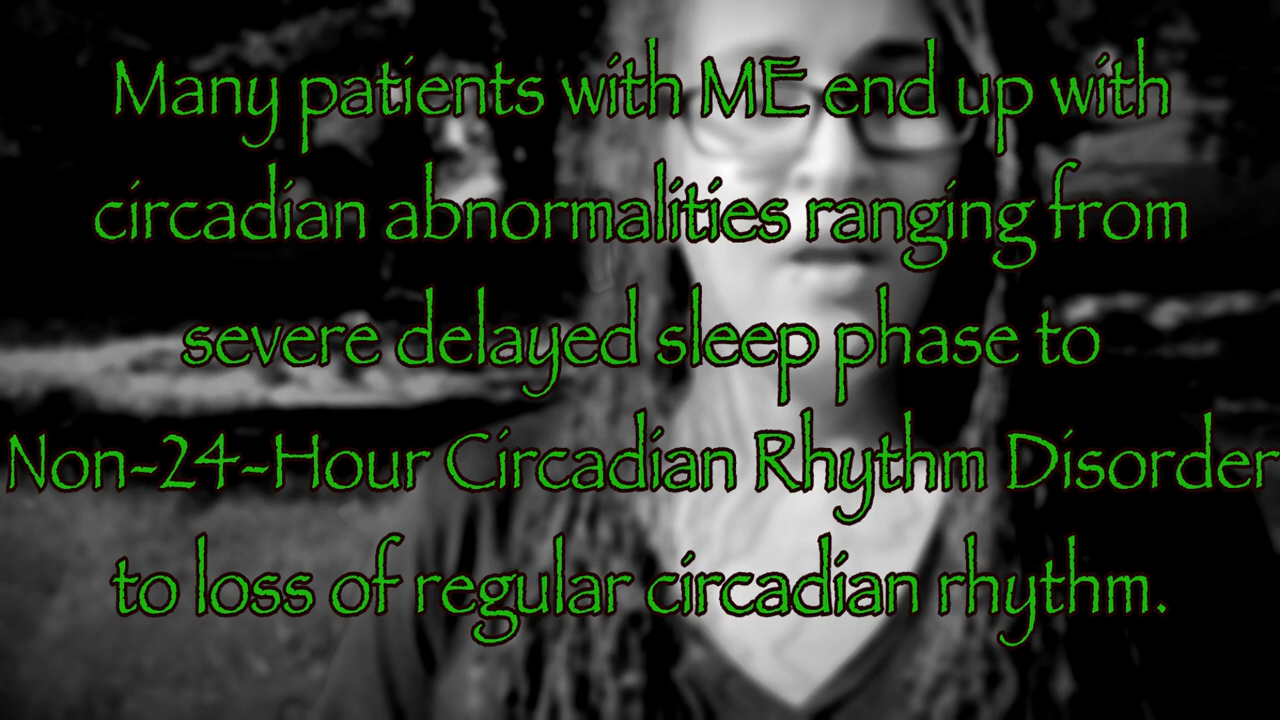 Many patients with ME end up with
circadian abnormalities ranging from
severe delayed sleep phase to
Non-24-Hour Circadian Rhythm Disorder
to loss of regular circadian rhythm.